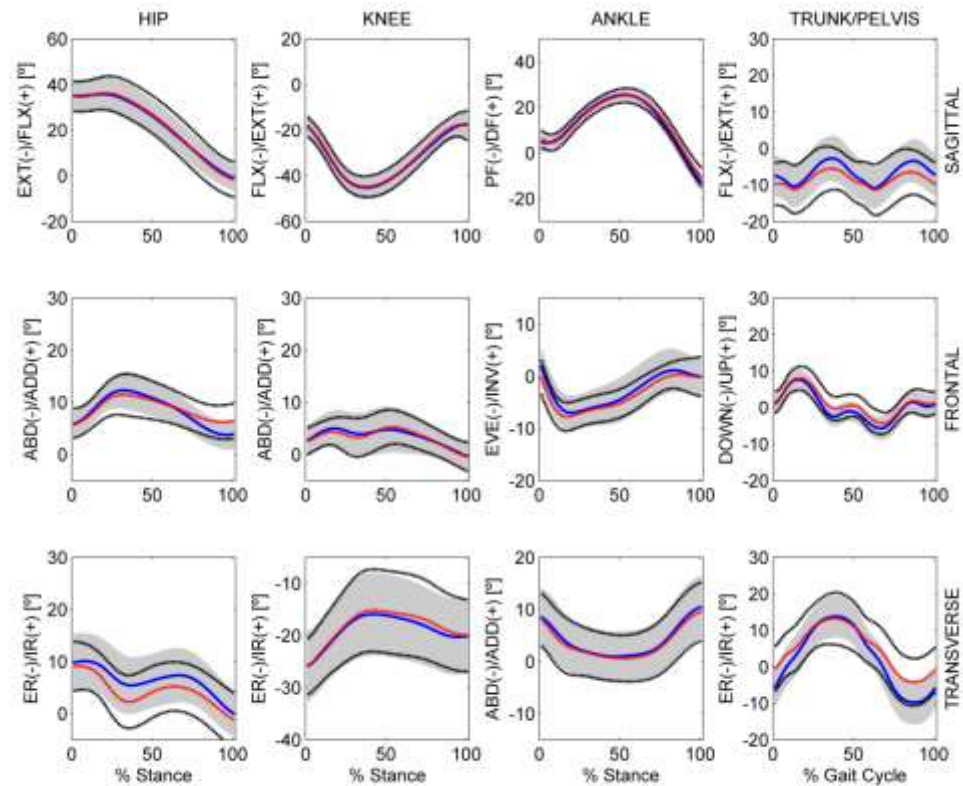 HIP KNEE ANKLE TRUNK/PELVIS
EXT(-)/FLX(+) [º]
60
40
20
0
-20
0 50 100
FLX(-)/EXT(+) [º]
20
0
-20
-40
-60
0 50 100
PF(-)/DF(+) [º]
40
20
0
-20
0 50 100
FLX(-)/EXT(+) [º]
30
20
10
0
-10
-20
0 50 100
SAGITTAL
ABD(-)/ADD(+) [º]
30
20
10
0
0 50 100
ABD(-)/ADD(+) [º]
30
20
10
0
0 50 100
EVE(-)/INV(+) [º]
10
0
-10
-20
0 50 100
DOWN(-)/UP(+) [º]
30
20
10
0
-10
-20
0 50 100
FRONTAL
ER(-)/IR(+) [º]
30
20
10
0
0 50 100
% Stance
ER(-)/IR(+) [º]
-10
-20
-30
-40
0 50 100
% Stance
ABD(-)/ADD(+) [º]
20
10
0
-10
0 50 100
% Stance
ER(-)/IR(+) [º]
30
20
10
0
-10
-20
0 50 100
% Gait Cycle
TRANSVERSE